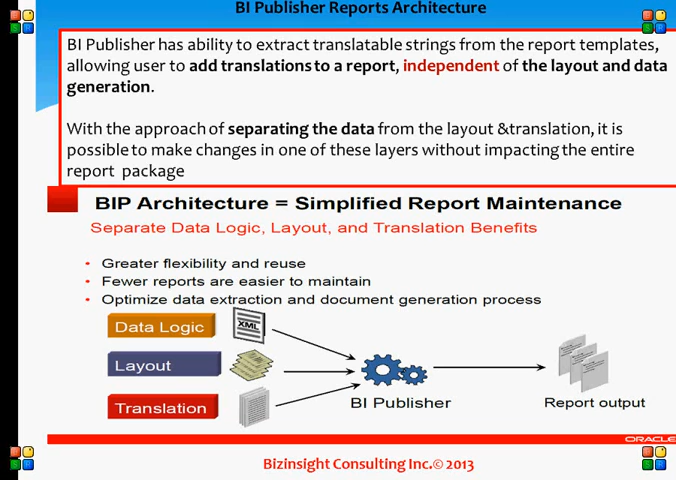 BI Publisher Reports Architecture
BI Publisher has ability to extract translatable strings from the report templates,
allowing user to add translations to a report, independent of the layout and data
generation.
With the approach of separating the data from the layout &translation, it is
possible to make changes in one of these layers without impacting the entire
report package
BIP Architecture = Simplified Report Maintenance
Separate Data Logic, Layout, and Translation Benefits
• Greater flexibility and reuse
• Fewer reports are easier to maintain
• Optimize data extraction and document generation process
Data Logic
XML
Layout
Translation
BI Publisher
Report output
ORACLE
Bizinsight Consulting Inc.© 2013